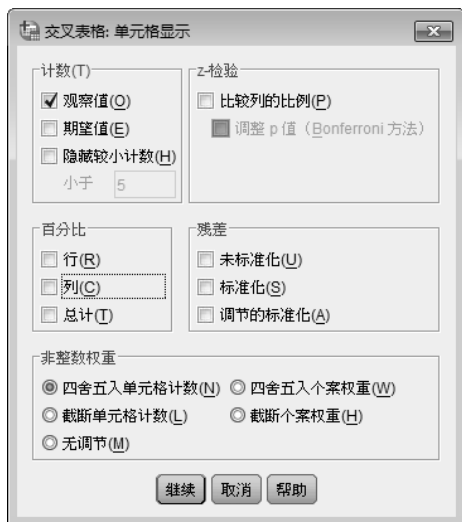 交叉表格: 单元格显示
计数(T)
观察值(O)
期望值(E)
隐藏较小计数(H)
小于 5
z-检验
比较列的比例(P)
调整 p 值（Bonferroni 方法）
百分比
行(R)
列(C)
总计(T)
残差
未标准化(U)
标准化(S)
调节的标准化(A)
非整数权重
四舍五入单元格计数(N) 四舍五入个案权重(W)
截断单元格计数(L) 截断个案权重(H)
无调节(M)
继续 取消 帮助